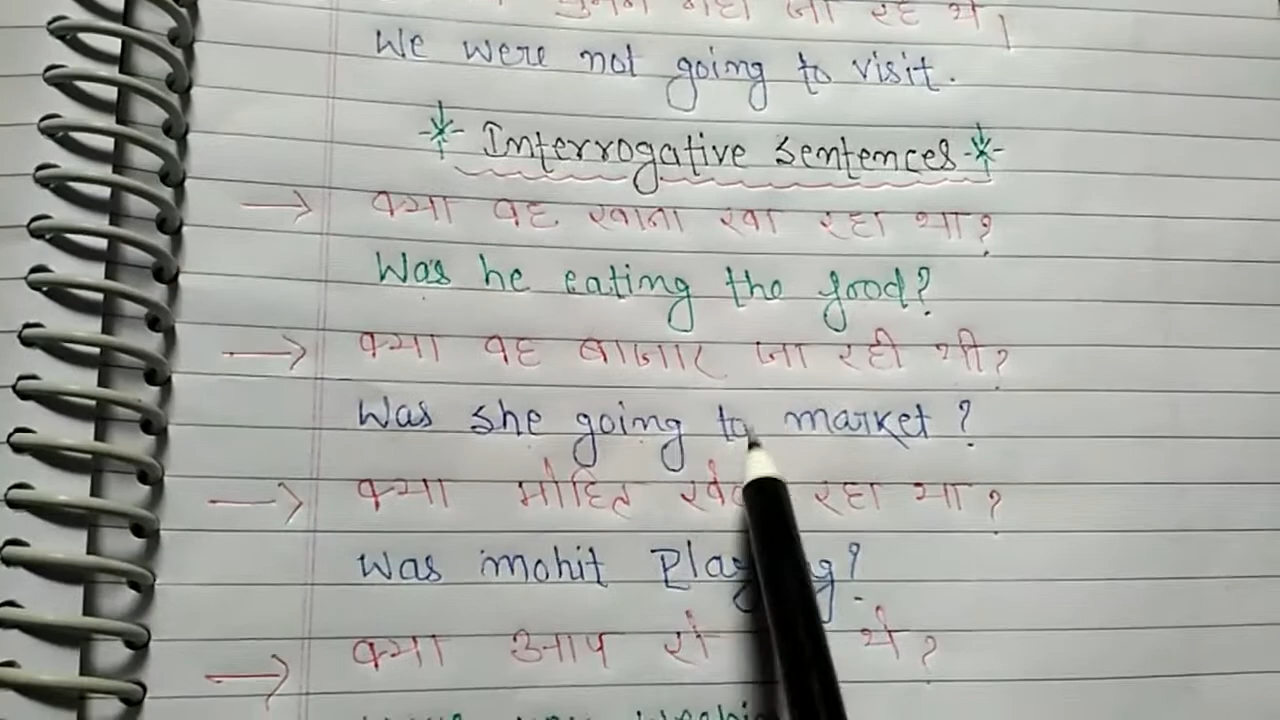 जा रहे थे।
We were not going to visit.
Interrogative Sentences
क्या वह खाना खा रहा था?
Was he eating the food?
क्या वह बाजार जा रही थी?
Was she going to market?
क्या मोहित रहा था?
Was mohit
क्या आप थे?